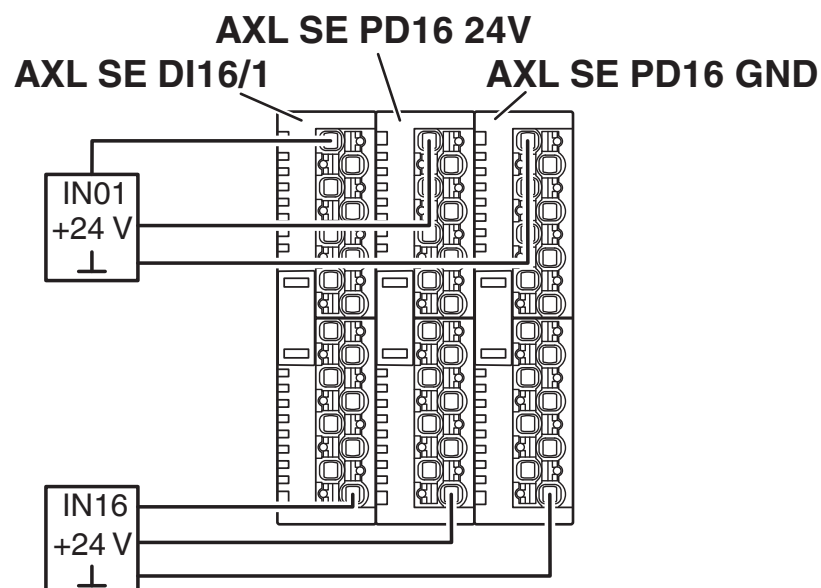 AXL SE PD16 24V
AXL SE DI16/1
AXL SE PD16 GND
IN01
+24 V
IN16
+24 V